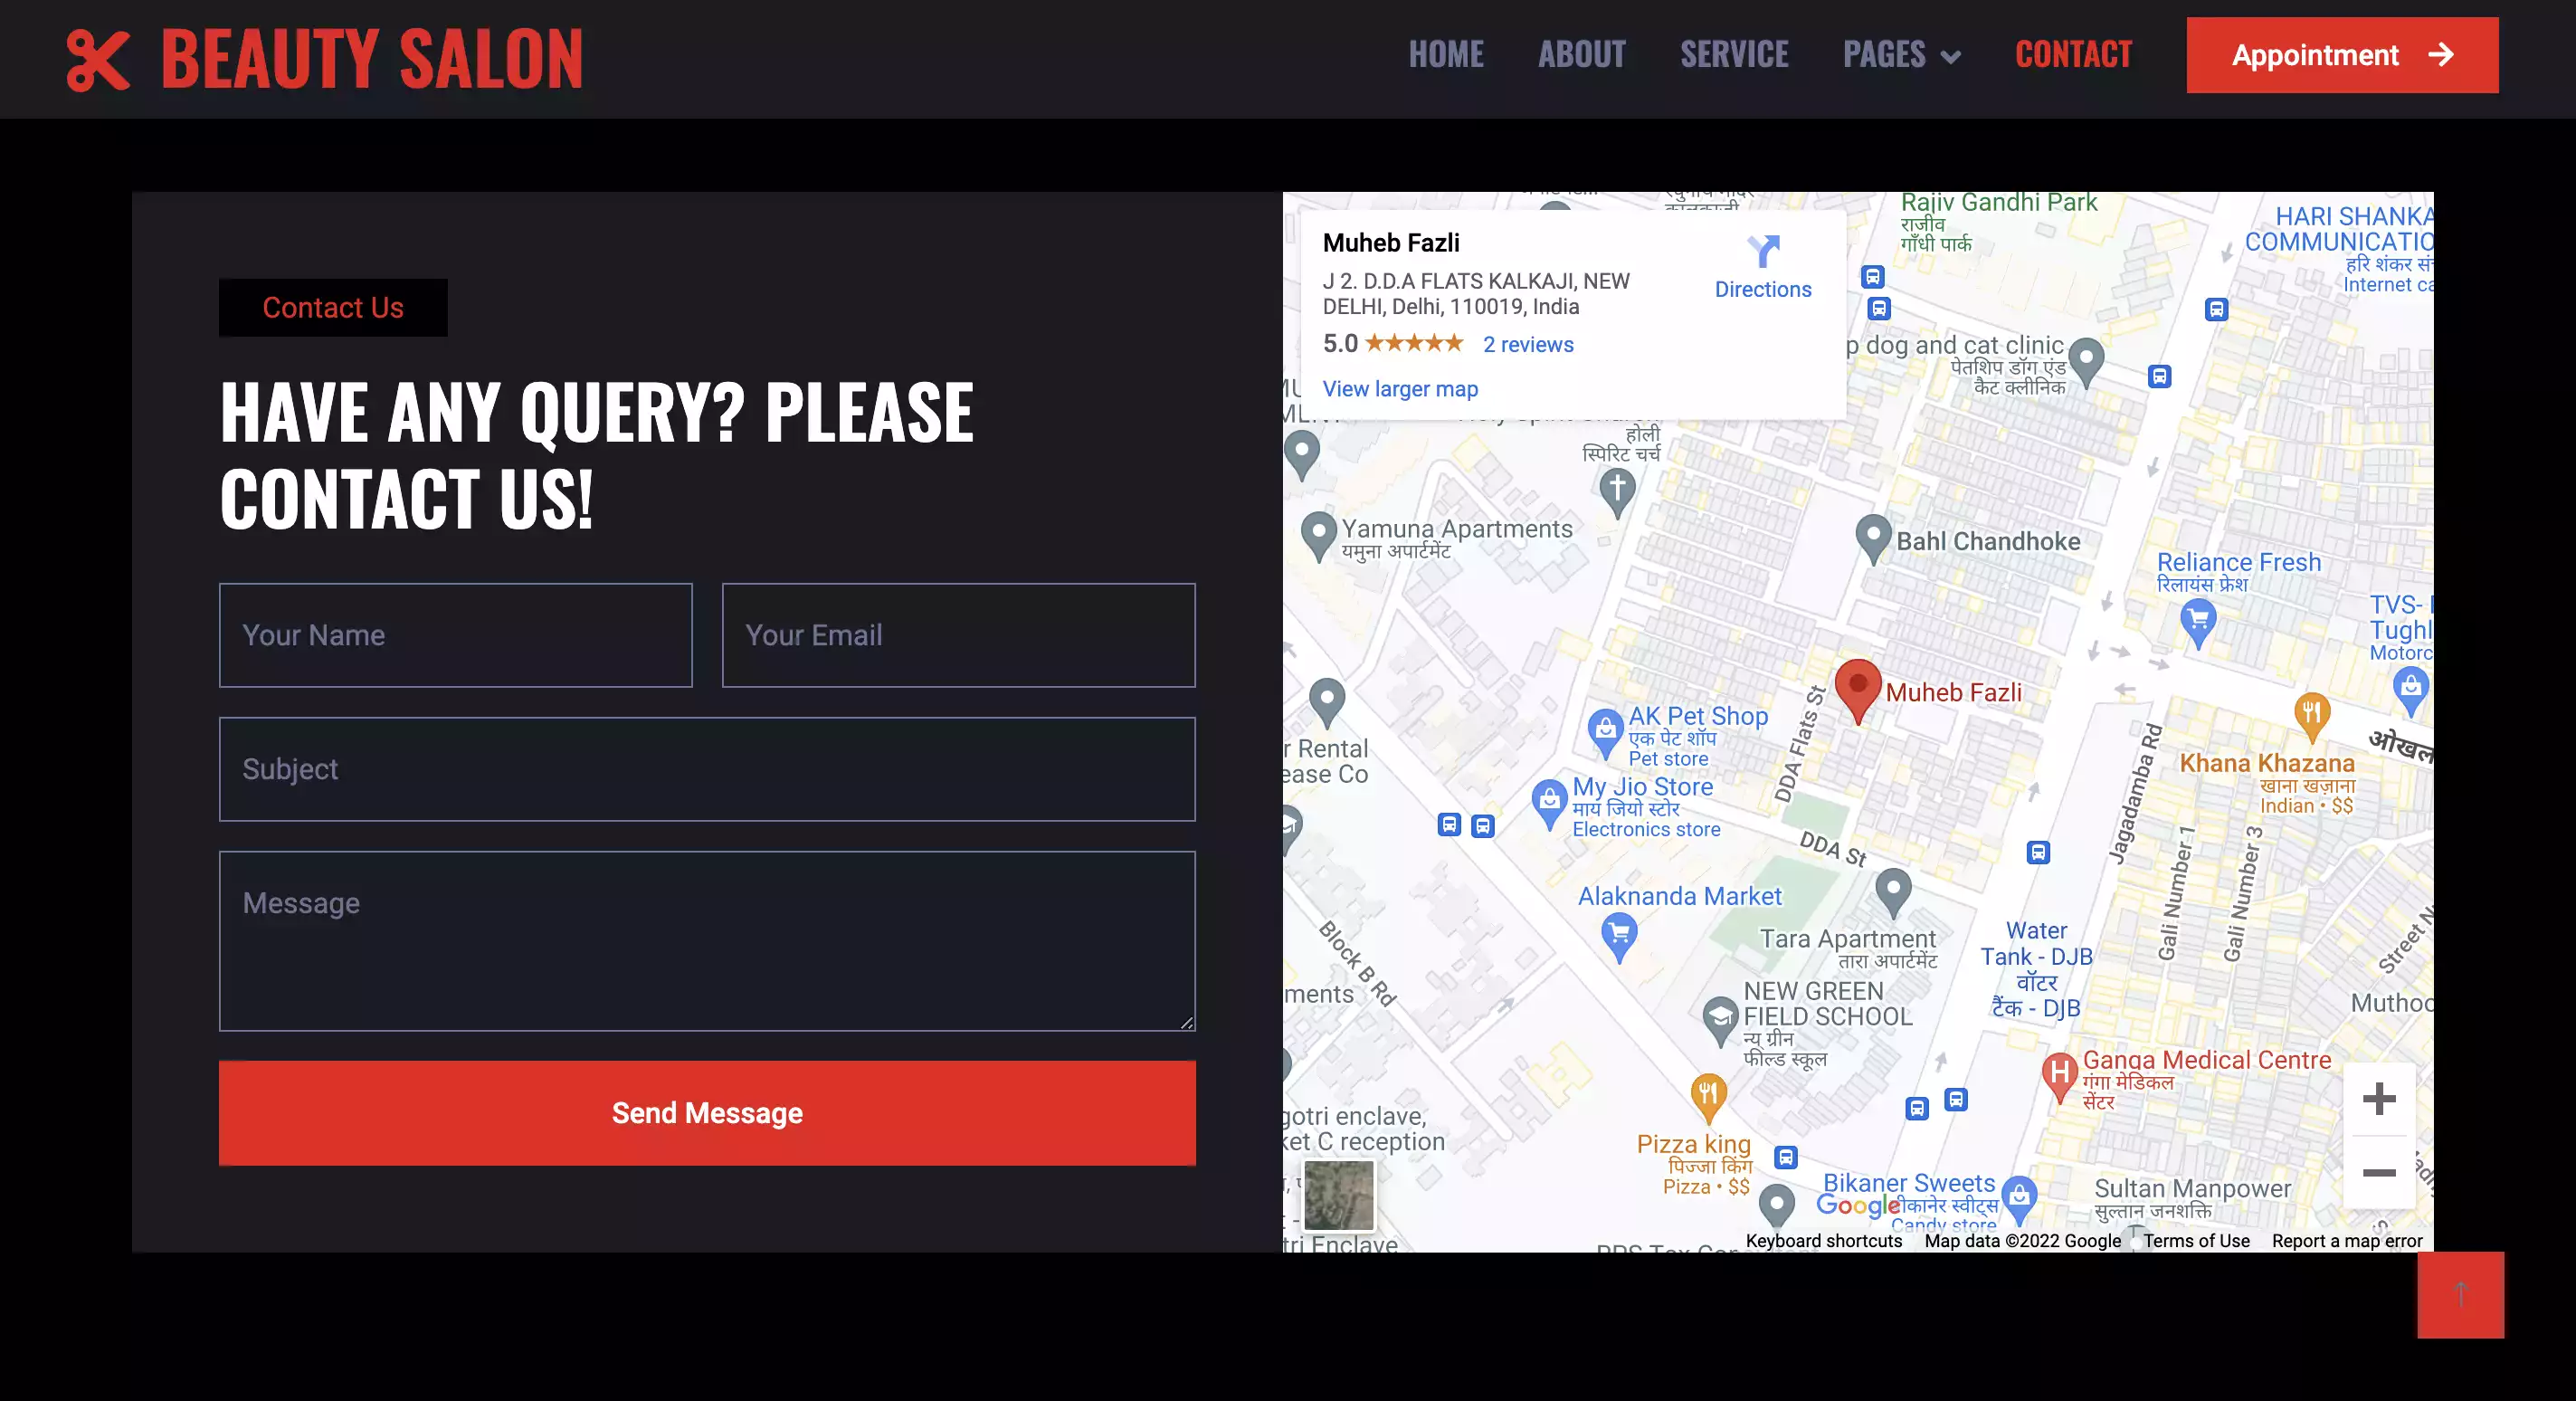 BEAUTY SALON
HOME
ABOUT
SERVICE
PAGES
CONTACT
Appointment
Contact Us
HAVE ANY QUERY? PLEASE
CONTACT US!
Your Name
Your Email
Subject
Message
Send Message
Muheb Fazli
J 2. D.D.A FLATS KALKAJI, NEW
DELHI, Delhi, 110019, India
5.0
2 reviews
View larger map
Directions
Rajiv Gandhi Park
राजीव
गाँधी पार्क
HARI SHANKA
COMMUNICATIO
हरि शंकर
Internet
dog and cat clinic
पेतशिप डॉग एंड
कैट क्लीनिक
होली
स्पिरिट चर्च
Yamuna Apartments
यमुना अपार्टमेंट
Bahl Chandhoke
Reliance Fresh
रिलायंस फ्रेश
TVS-
Tughl
Motorc
Muheb Fazli
AK Pet Shop
एक पेट शॉप
Pet store
DDA Flats St
Rental
ease Co
My Jio Store
माय जियो स्टोर
Electronics store
Jagadamba Rd
Khana Khazana
खाना खज़ाना
Indian • $$
ओखल
DDA St
Gali Number 1
Gali Number 3
Alaknanda Market
Tara Apartment
तारा अपार्टमेंट
Water
Tank - DJB
वॉटर
टैंक - DJB
Street
Block B Rd
ments
NEW GREEN
FIELD SCHOOL
न्यू ग्रीन
फील्ड स्कूल
Muthoo
Ganga Medical Centre
गंगा मेडिकल
सेंटर
gotri enclave,
ket C reception
Pizza king
पिज्जा किंग
Pizza • $$
Bikaner Sweets
बीकानेर स्वीट्स
Candy store
Google
Sultan Manpower
सुल्तान जनशक्ति
tri Enclave
Keyboard shortcuts
Map data ©2022 Google
Terms of Use
Report a map error